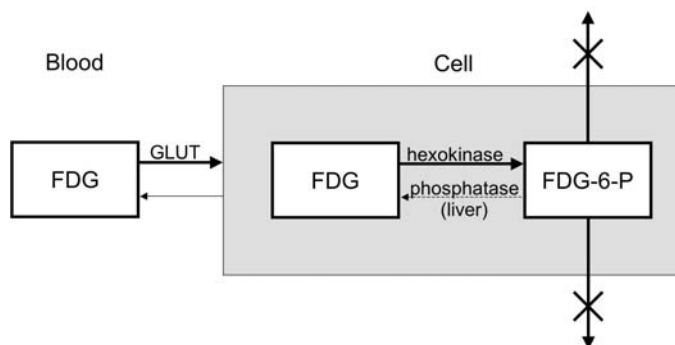 Blood
Cell
FDG
GLUT
FDG
hexokinase
phosphatase
(liver)
FDG-6-P